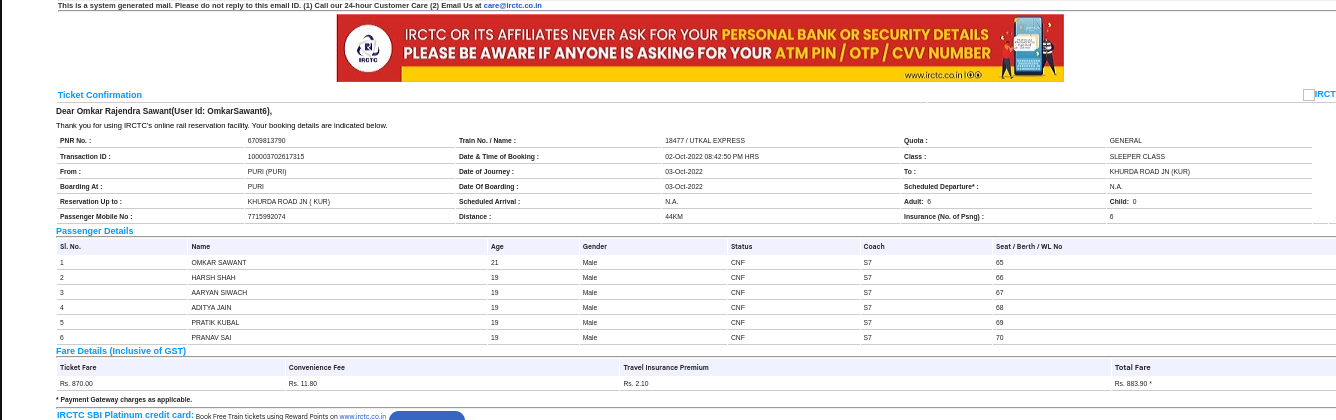 This is a system generated mail. Please do not reply to this email ID. (1) Call our 24-hour Customer Care (2) Email Us at care@irctc.co.in
IRCTC OR ITS AFFILIATES NEVER ASK FOR YOUR PERSONAL BANK OR SECURITY DETAILS
PLEASE BE AWARE IF ANYONE IS ASKING FOR YOUR ATM PIN / OTP / CVV NUMBER
IRCTC
www.irctc.co.in
Ticket Confirmation IRCT
Dear Omkar Rajendra Sawant(User Id: OmkarSawant6),
Thank you for using IRCTC's online rail reservation facility. Your booking details are indicated below.
PNR No. : 6709813790 Train No. / Name : 18477 / UTKAL EXPRESS Quota : GENERAL
Transaction ID : 100003702617315 Date & Time of Booking : 02-Oct-2022 08:42:50 PM HRS Class : SLEEPER CLASS
From : PURI (PURI) Date of Journey : 03-Oct-2022 To : KHURDA ROAD JN (KUR)
Boarding At : PURI Date Of Boarding : 03-Oct-2022 Scheduled Departure* : N.A.
Reservation Up to : KHURDA ROAD JN ( KUR) Scheduled Arrival : N.A. Adult: 6 Child: 0
Passenger Mobile No : 7715992074 Distance : 44KM Insurance (No. of Psng) : 6
Passenger Details
Sl. No. Name Age Gender Status Coach Seat / Berth / WL No
1 OMKAR SAWANT 21 Male CNF S7 65
2 HARSH SHAH 19 Male CNF S7 66
3 AARYAN SIWACH 19 Male CNF S7 67
4 ADITYA JAIN 19 Male CNF S7 68
5 PRATIK KUBAL 19 Male CNF S7 69
6 PRANAV SAI 19 Male CNF S7 70
Fare Details (Inclusive of GST)
Ticket Fare Convenience Fee Travel Insurance Premium Total Fare
Rs. 870.00 Rs. 11.80 Rs. 2.10 Rs. 883.90 *
* Payment Gateway charges as applicable.
IRCTC SBI Platinum credit card: Book Free Train tickets using Reward Points on www.irctc.co.in